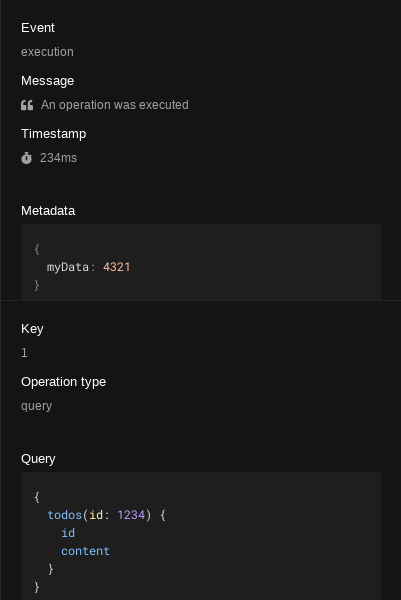 Event
execution
Message
An operation was executed
Timestamp
234ms
Metadata
{
  myData: 4321
}
Key
1
Operation type
query
Query
{
  todos(id: 1234) {
    id
    content
  }
}